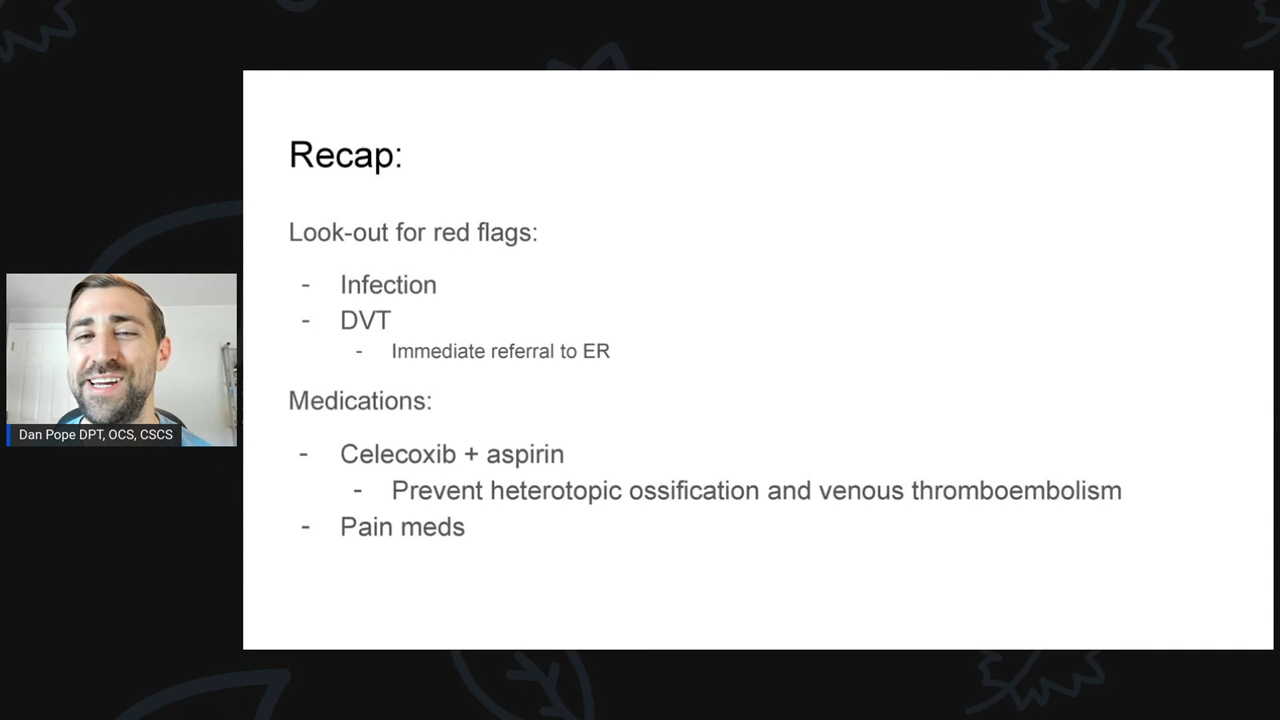 Recap:
Look-out for red flags:
- Infection
- DVT
- Immediate referral to ER
Medications:
- Celecoxib + aspirin
- Prevent heterotopic ossification and venous thromboembolism
- Pain meds
Dan Pope DPT, OCS, CSCS